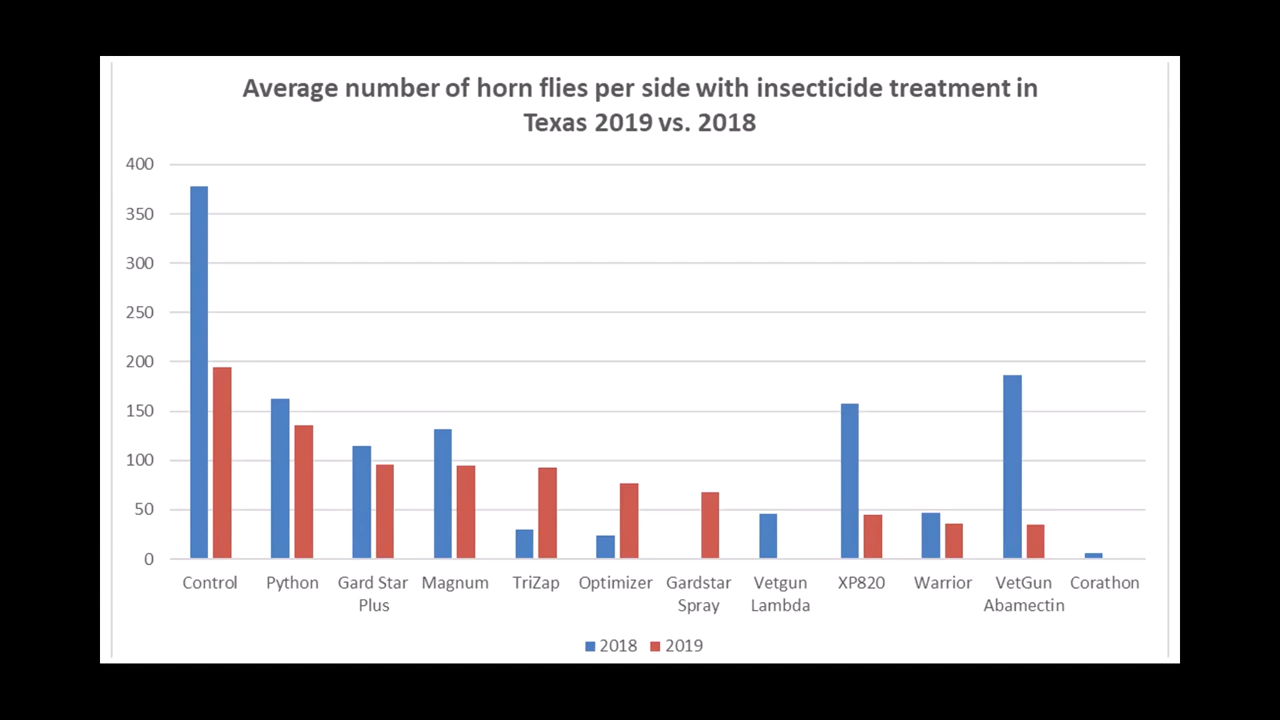 Average number of horn flies per side with insecticide treatment in
Texas 2019 vs. 2018
400
350
300
250
200
150
100
50
0
Control Python Gard Star Magnum TriZap Optimizer Gardstar Vetgun XP820 Warrior VetGun Corathon
Plus Spray Lambda Abamectin
2018 2019